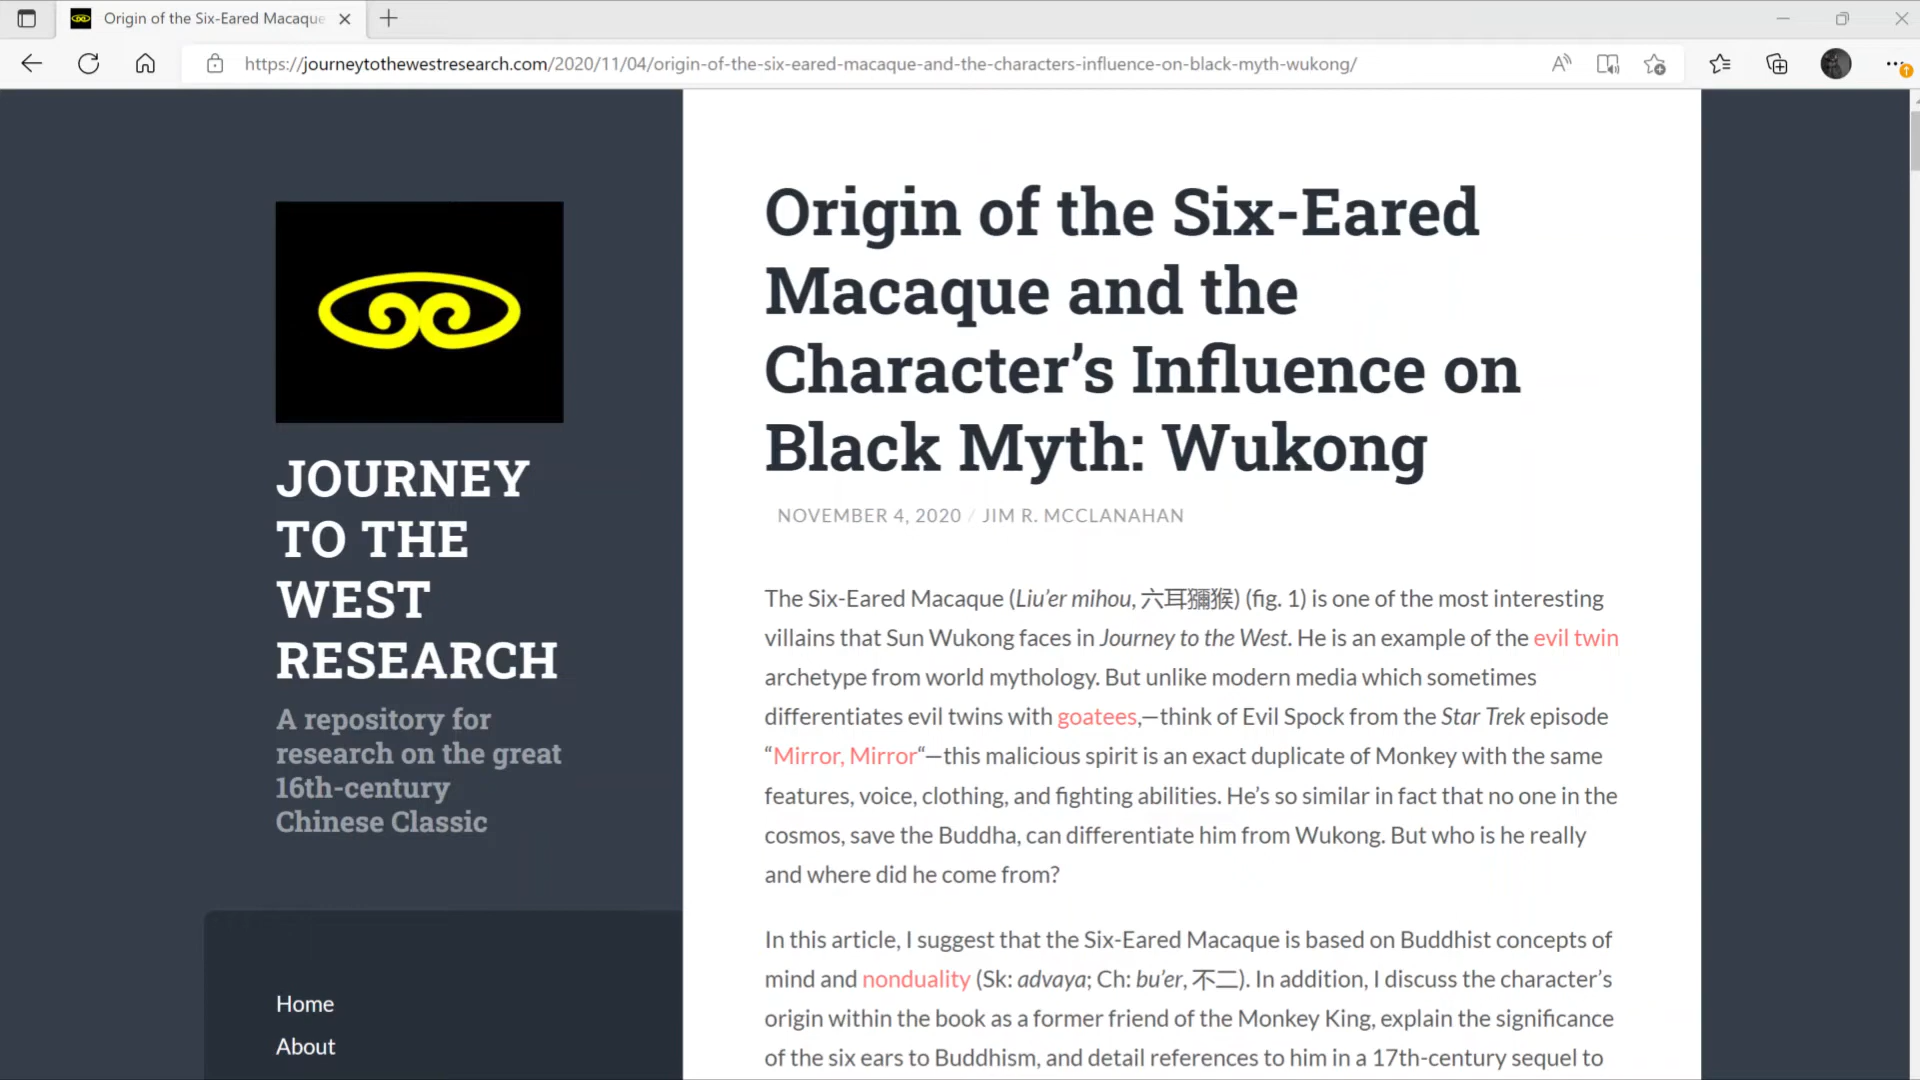 Origin of the Six-Eared Macaque
https://journeytothewestresearch.com/2020/11/04/origin-of-the-six-eared-macaque-and-the-characters-influence-on-black-myth-wukong/
JOURNEY
TO THE
WEST
RESEARCH
A repository for
research on the great
16th-century
Chinese Classic
Home
About
Origin of the Six-Eared
Macaque and the
Character’s Influence on
Black Myth: Wukong
NOVEMBER 4, 2020 / JIM R. MCCLANAHAN
The Six-Eared Macaque (Liu’er mihou, 六耳獼猴) (fig. 1) is one of the most interesting
villains that Sun Wukong faces in Journey to the West. He is an example of the evil twin
archetype from world mythology. But unlike modern media which sometimes
differentiates evil twins with goatees,—think of Evil Spock from the Star Trek episode
“Mirror, Mirror“—this malicious spirit is an exact duplicate of Monkey with the same
features, voice, clothing, and fighting abilities. He’s so similar in fact that no one in the
cosmos, save the Buddha, can differentiate him from Wukong. But who is he really
and where did he come from?
In this article, I suggest that the Six-Eared Macaque is based on Buddhist concepts of
mind and nonduality (Sk: advaya; Ch: bu’er, 不二). In addition, I discuss the character’s
origin within the book as a former friend of the Monkey King, explain the significance
of the six ears to Buddhism, and detail references to him in a 17th-century sequel to